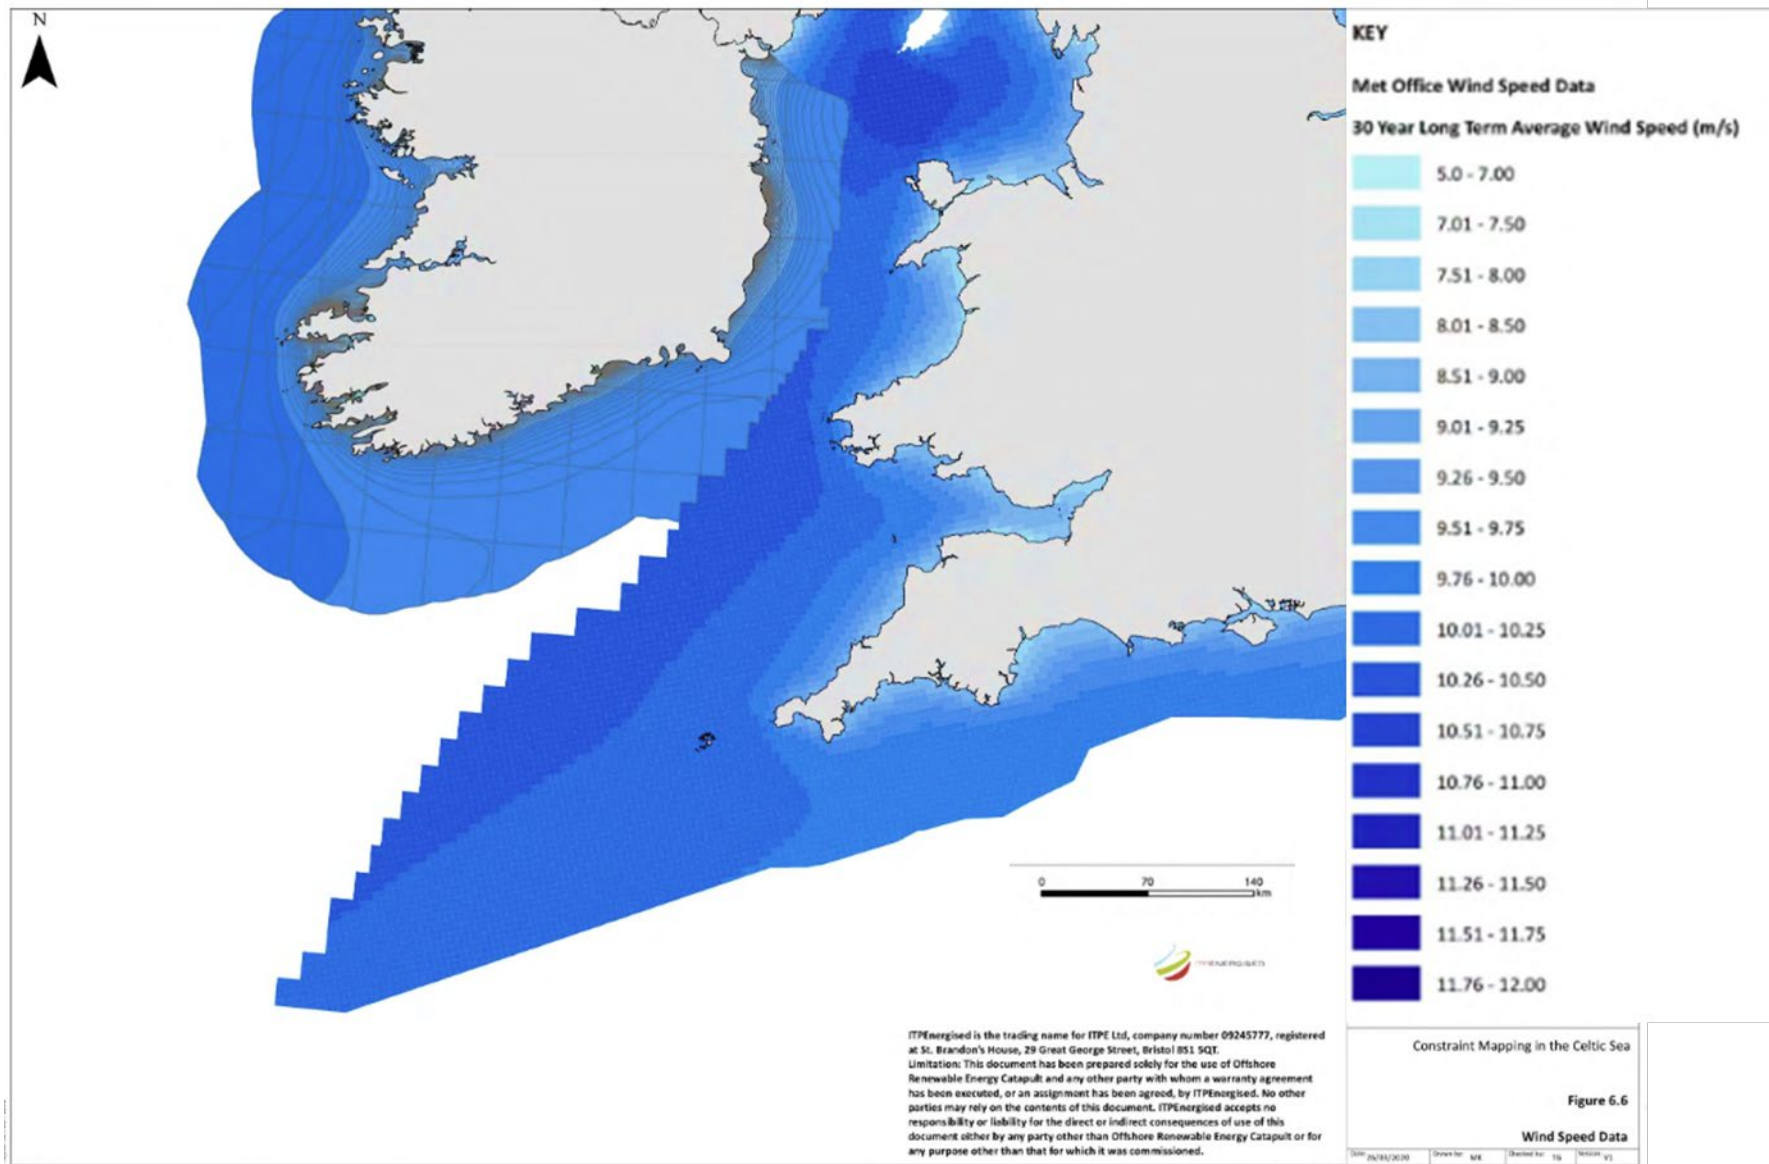 N
KEY
Met Office Wind Speed Data
30 Year Long Term Average Wind Speed (m/s)
5.0 - 7.00
7.01 - 7.50
7.51 - 8.00
8.01 - 8.50
8.51 - 9.00
9.01 - 9.25
9.26 - 9.50
9.51 - 9.75
9.76 - 10.00
10.01 - 10.25
10.26 - 10.50
10.51 - 10.75
10.76 - 11.00
11.01 - 11.25
11.26 - 11.50
11.51 - 11.75
11.76 - 12.00
0 70 140
km
ITPENERGISED
ITPEnergised is the trading name for ITPE Ltd, company number 09245777, registered
at St. Brandon's House, 29 Great George Street, Bristol BS1 5QT.
Limitation: This document has been prepared solely for the use of Offshore
Renewable Energy Catapult and any other party with whom a warranty agreement
has been executed, or an assignment has been agreed, by ITPEnergised. No other
parties may rely on the contents of this document. ITPEnergised accepts no
responsibility or liability for the direct or indirect consequences of use of this
document either by any party other than Offshore Renewable Energy Catapult or for
any purpose other than that for which it was commissioned.
Constraint Mapping in the Celtic Sea
Figure 6.6
Wind Speed Data
Date: Drawn by: MR Checked by: Version: V1